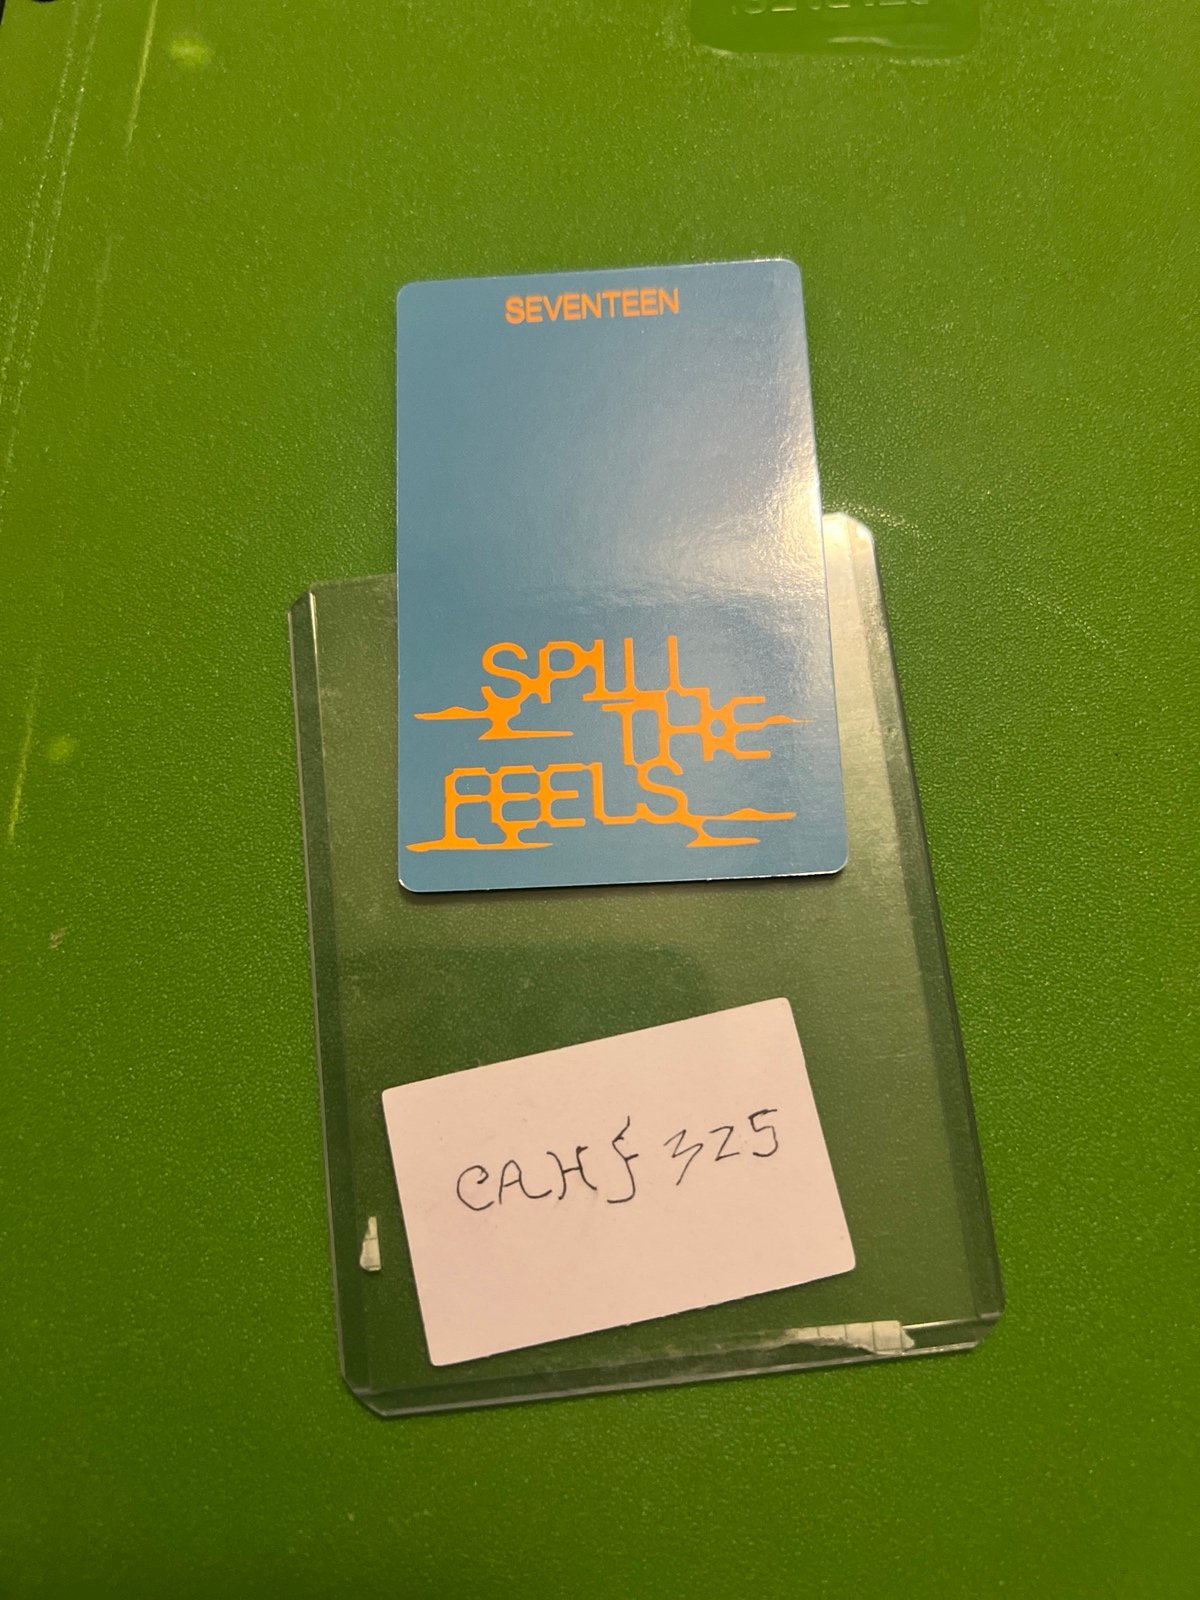 SEVENTEEN
SPILL
THE
FEELS
325